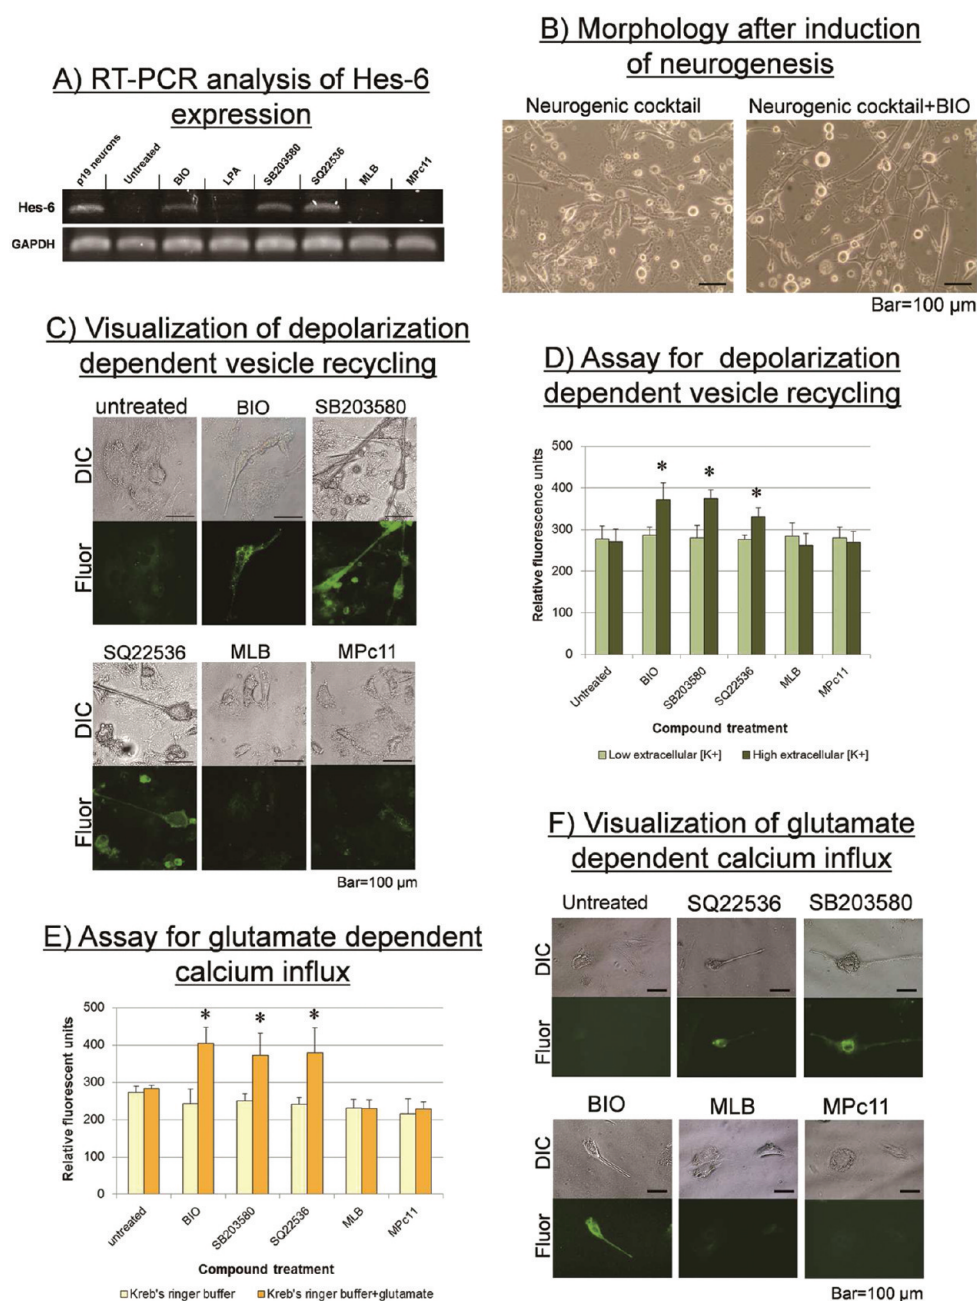 A) RT-PCR analysis of Hes-6
expression
p19 neurons
Untreated
BIO
LPA
SB203580
SQ22536
MLB
MPc11
Hes-6
GAPDH
B) Morphology after induction
of neurogenesis
Neurogenic cocktail
Neurogenic cocktail+BIO
Bar=100 µm
C) Visualization of depolarization
dependent vesicle recycling
untreated
BIO
SB203580
DIC
Fluor
SQ22536
MLB
MPc11
DIC
Fluor
Bar=100 µm
D) Assay for depolarization
dependent vesicle recycling
Relative fluorescence units
500
400
300
200
100
0
*
*
*
Untreated
BIO
SB203580
SQ22536
MLB
MPc11
Compound treatment
Low extracellular [K+]
High extracellular [K+]
E) Assay for glutamate dependent
calcium influx
Relative fluorescent units
500
400
300
200
100
0
*
*
*
untreated
BIO
SB203580
SQ22536
MLB
MPc11
Compound treatment
Kreb's ringer buffer
Kreb's ringer buffer+glutamate
F) Visualization of glutamate
dependent calcium influx
Untreated
SQ22536
SB203580
DIC
Fluor
BIO
MLB
MPc11
DIC
Fluor
Bar=100 µm